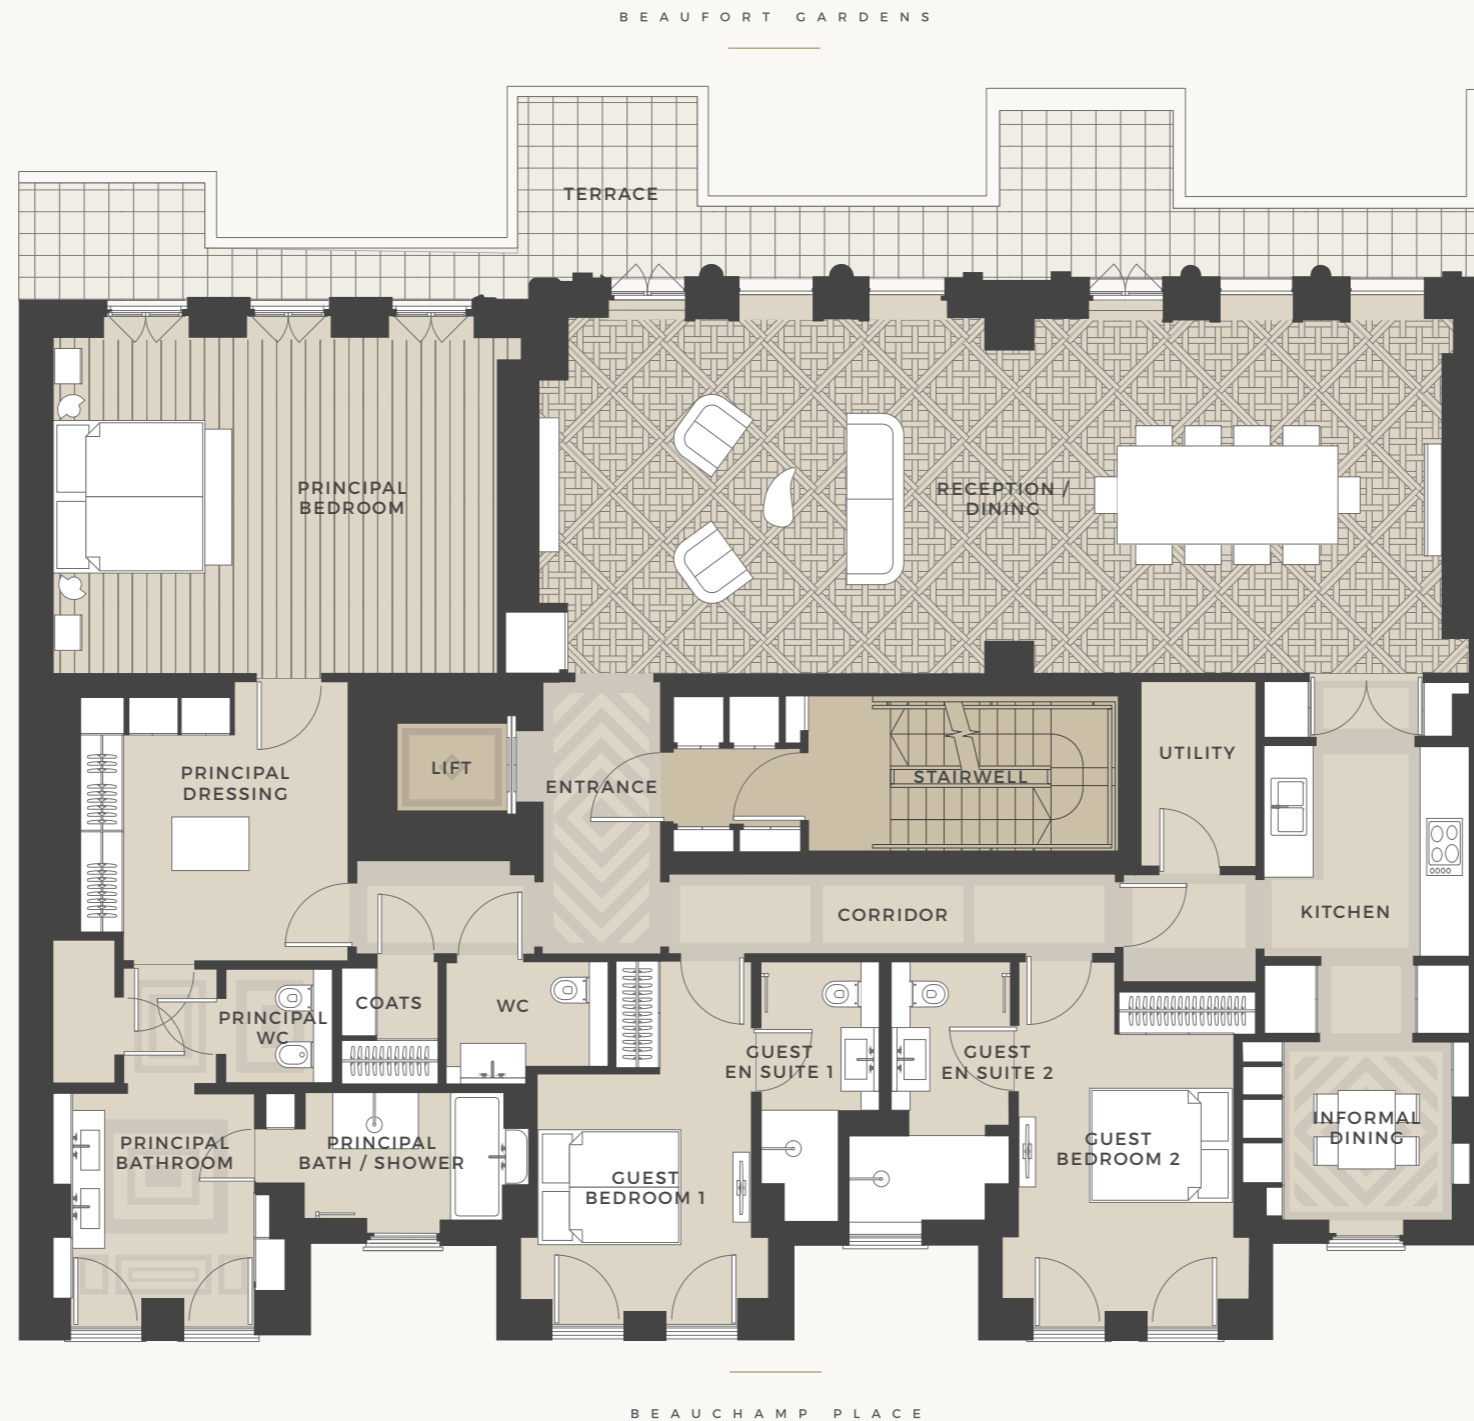 BEAUFORT GARDENS
TERRACE
PRINCIPAL
BEDROOM
RECEPTION /
DINING
LIFT
ENTRANCE
STAIRWELL
UTILITY
PRINCIPAL
DRESSING
CORRIDOR
KITCHEN
COATS
WC
PRINCIPAL
WC
GUEST
EN SUITE 1
GUEST
EN SUITE 2
PRINCIPAL
BATHROOM
PRINCIPAL
BATH / SHOWER
GUEST
BEDROOM 1
GUEST
BEDROOM 2
INFORMAL
DINING
BEAUCHAMP PLACE